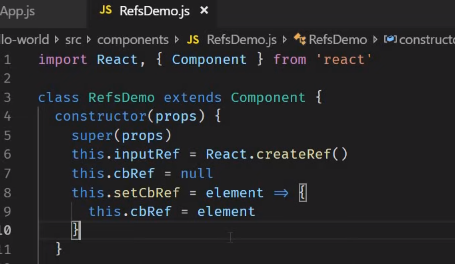 App.js
JS RefsDemo.js ×
llo-world > src > components > JS RefsDemo.js > RefsDemo > constructo
1 import React, { Component } from 'react'
2
3 class RefsDemo extends Component {
4 constructor(props) {
5 super(props)
6 this.inputRef = React.createRef()
7 this.cbRef = null
8 this.setCbRef = element => {
9 this.cbRef = element
10 }
11 }